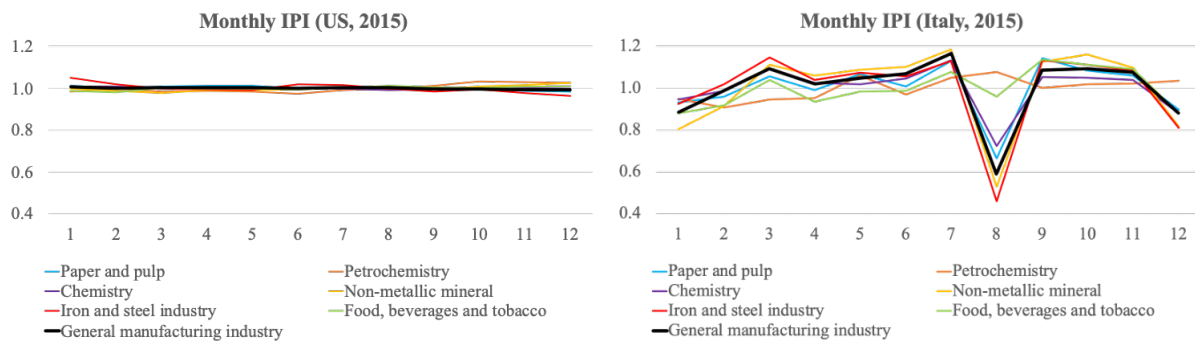 Monthly IPI (US, 2015)
1.2
1.0
0.8
0.6
0.4
1 2 3 4 5 6 7 8 9 10 11 12
Paper and pulp
Petrochemistry
Chemistry
Non-metallic mineral
Iron and steel industry
Food, beverages and tobacco
General manufacturing industry
Monthly IPI (Italy, 2015)
1.2
1.0
0.8
0.6
0.4
1 2 3 4 5 6 7 8 9 10 11 12
Paper and pulp
Petrochemistry
Chemistry
Non-metallic mineral
Iron and steel industry
Food, beverages and tobacco
General manufacturing industry